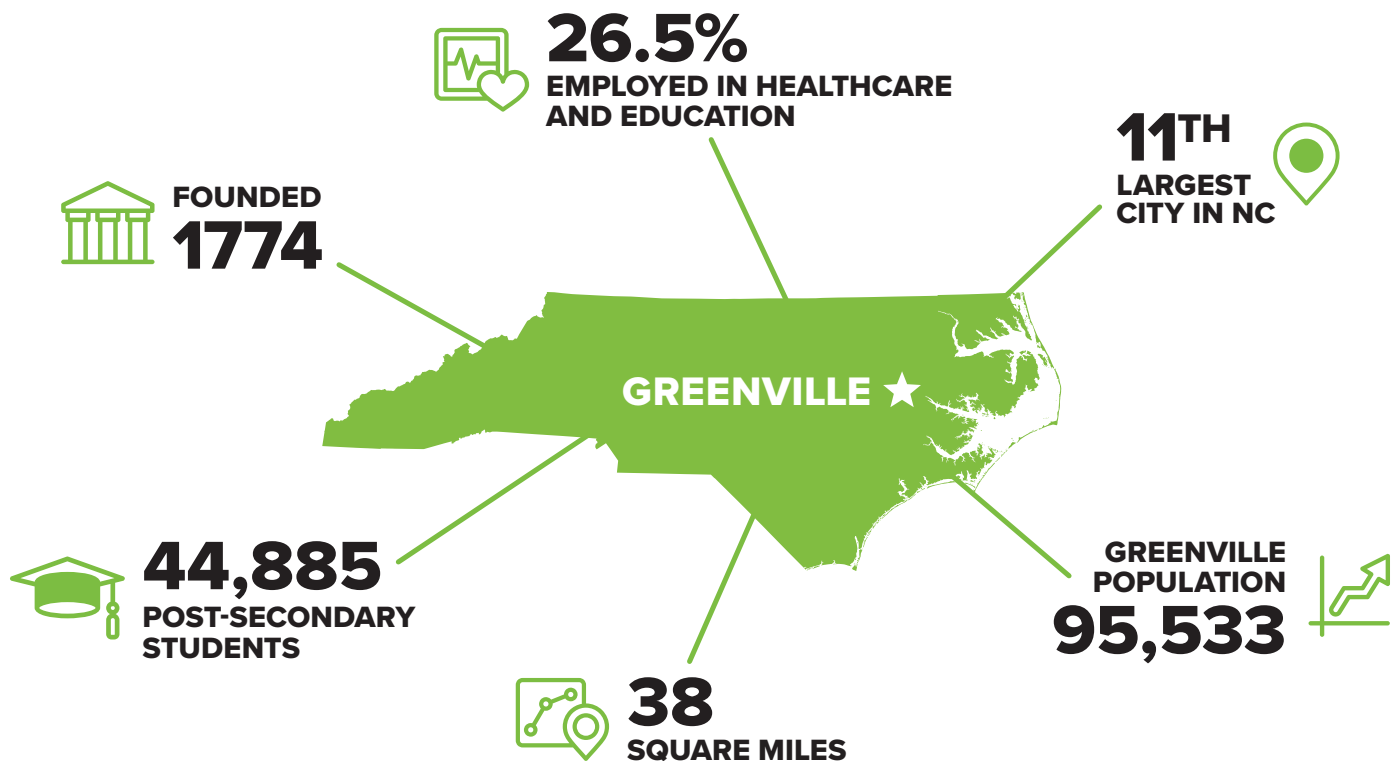 26.5%
EMPLOYED IN HEALTHCARE
AND EDUCATION
11TH
LARGEST
CITY IN NC
FOUNDED
1774
GREENVILLE
44,885
POST-SECONDARY
STUDENTS
GREENVILLE
POPULATION
95,533
38
SQUARE MILES